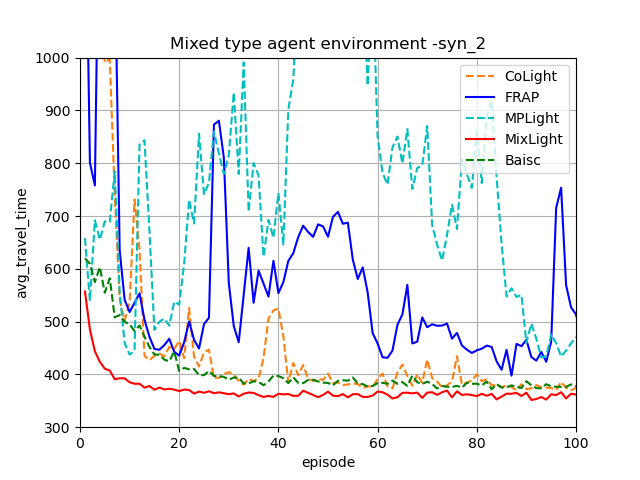 Mixed type agent environment -syn_2
1000
900
800
700
600
500
400
300
avg_travel_time
0
20
40
60
80
100
episode
CoLight
FRAP
MPLight
MixLight
Baisc